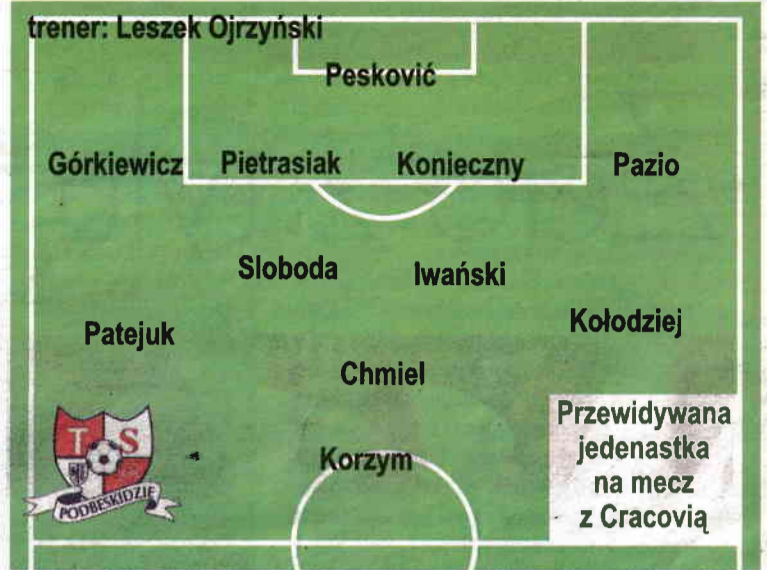 trener: Leszek Ojrzyński
Pesković
Górkiewicz Pietrasiak Konieczny Pazio
Sloboda Iwański
Patejuk Kołodziej
Chmiel
Korzym
TS
PODBESKIDZIE
Przewidywana
jedenastka
na mecz
z Cracovią